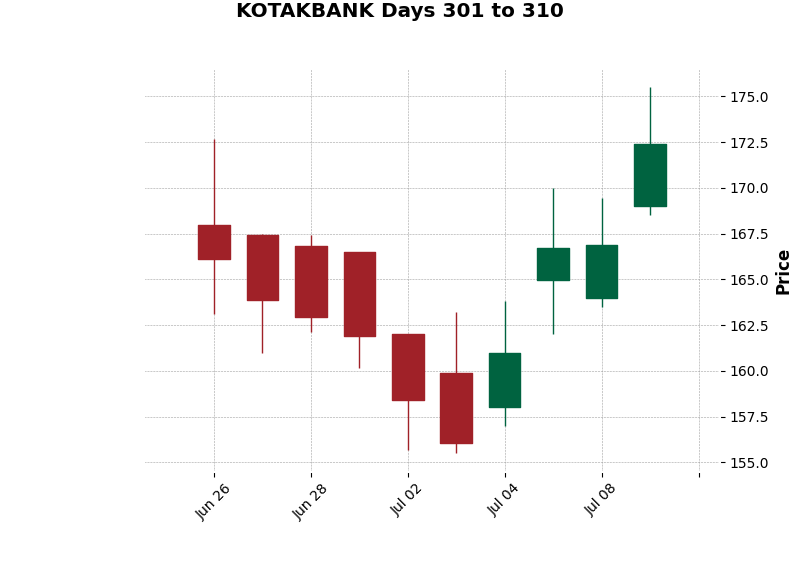 KOTAKBANK Days 301 to 310
175.0
172.5
170.0
167.5
165.0
162.5
160.0
157.5
155.0
Price
Jun 26
Jun 28
Jul 02
Jul 04
Jul 08